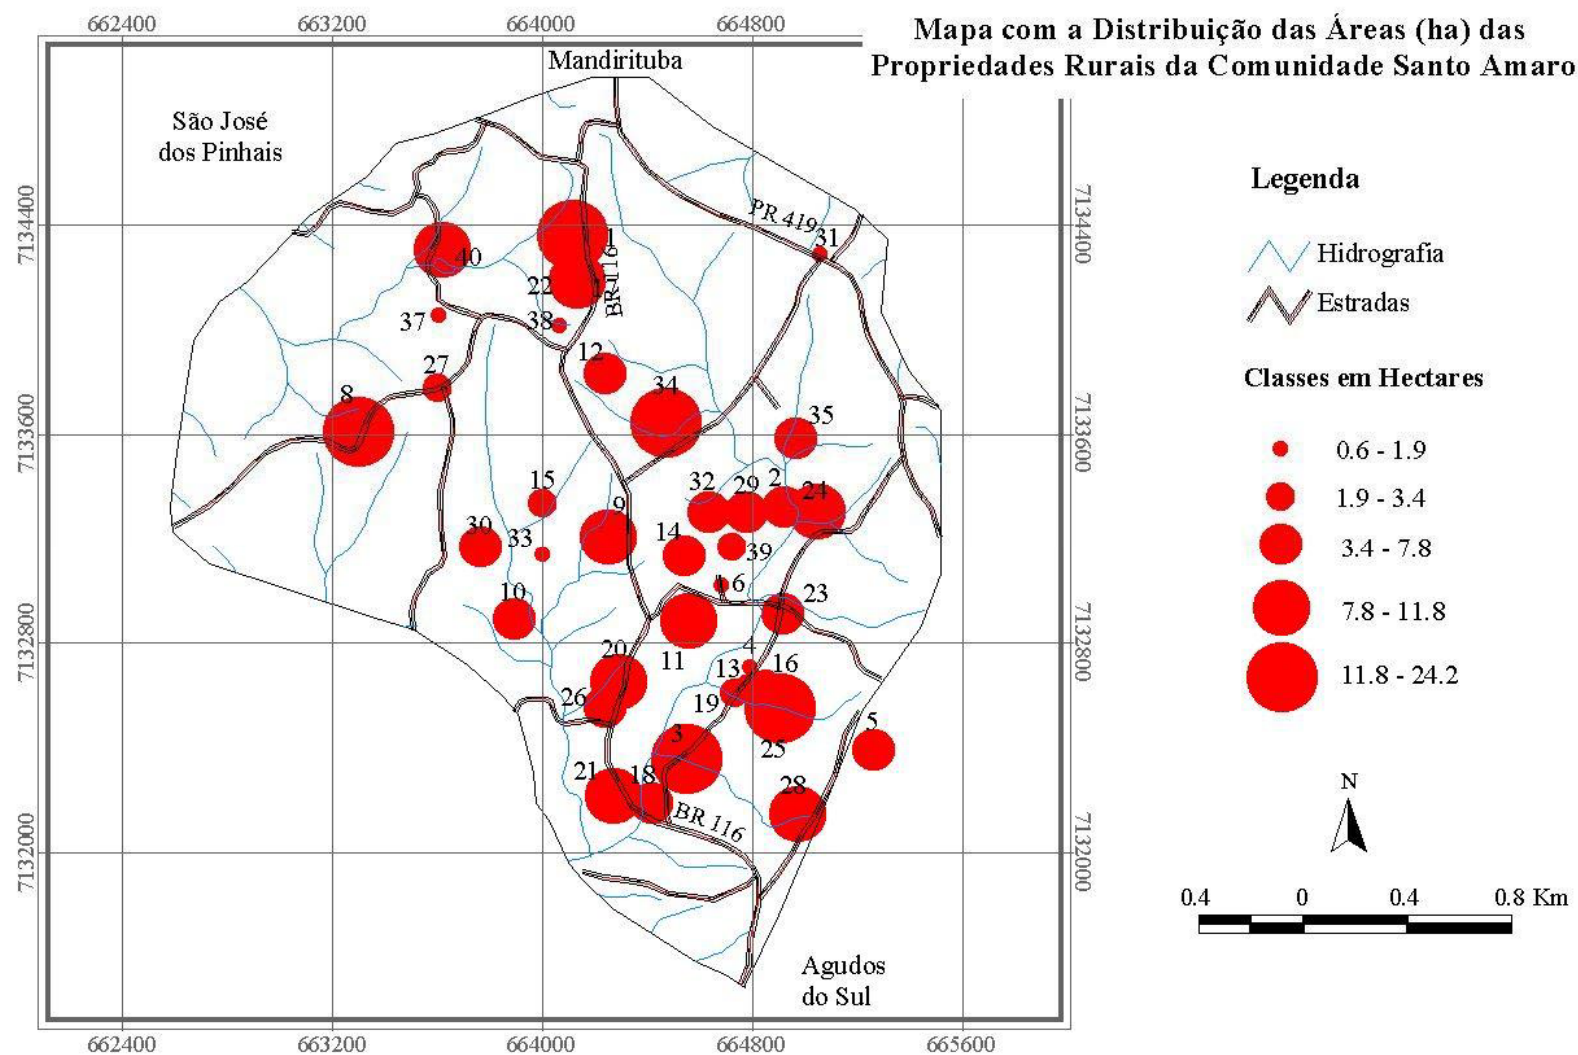 662400 663200 664000 664800
Mapa com a Distribuição das Áreas (ha) das
Propriedades Rurais da Comunidade Santo Amaro
Mandirituba
São José
dos Pinhais
7134400
7134400
PR 419
31
1
40
BR 116
22
17
37
38
12
27
8
34
35
7133600
7133600
15
32
29
2
24
9
30
33
14
39
6
10
23
7132800
7132800
20
11
4
13
16
26
19
25
5
3
21
18
28
BR 116
7132000
7132000
Agudos
do Sul
662400 663200 664000 664800 665600
Legenda
Hidrografia
Estradas
Classes em Hectares
0.6 - 1.9
1.9 - 3.4
3.4 - 7.8
7.8 - 11.8
11.8 - 24.2
N
0.4 0 0.4 0.8 Km